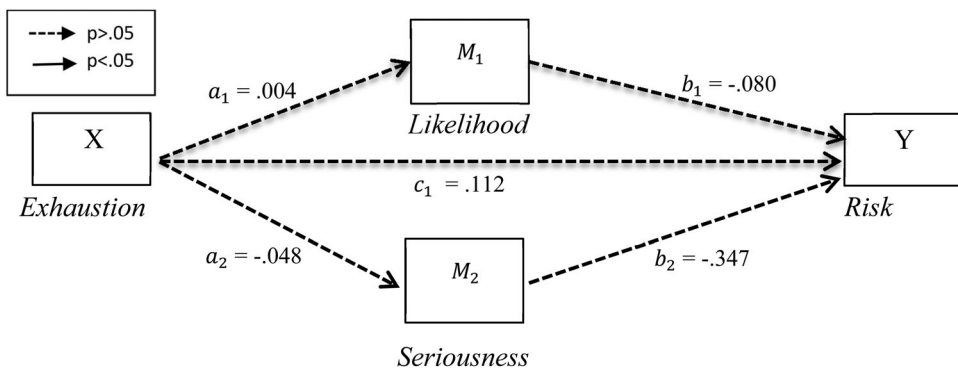 p>.05
p<.05
M₁
a₁ = .004
b₁ = -.080
Likelihood
X
Y
c₁ = .112
Exhaustion
Risk
a₂ = -.048
b₂ = -.347
M₂
Seriousness